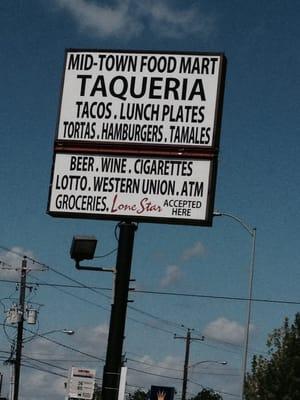 MID-TOWN FOOD MART
TAQUERIA
TACOS . LUNCH PLATES
TORTAS . HAMBURGERS . TAMALES
BEER . WINE . CIGARETTES
LOTTO . WESTERN UNION . ATM
GROCERIES. Lone Star ACCEPTED
HERE